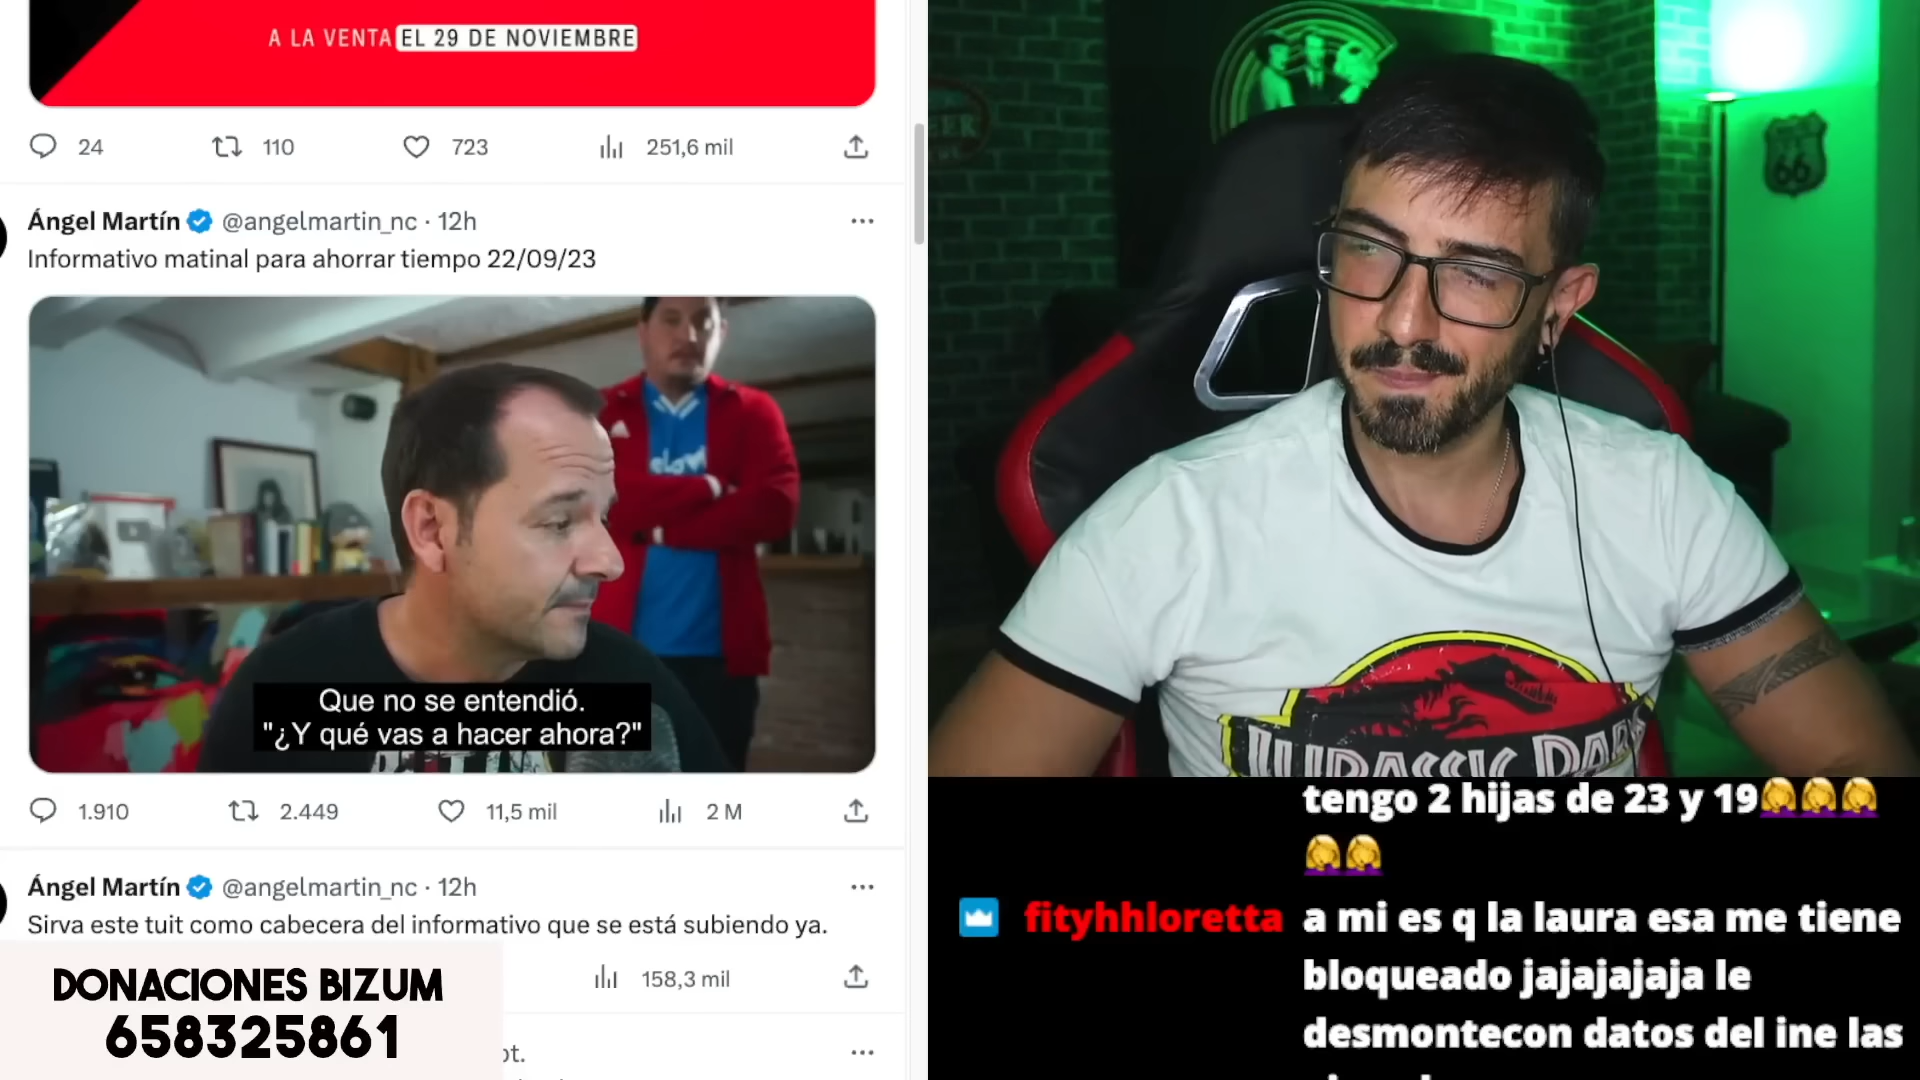 A LA VENTA EL 29 DE NOVIEMBRE
24 110 723 251,6 mil
Ángel Martín @angelmartin_nc · 12h
Informativo matinal para ahorrar tiempo 22/09/23
Que no se entendió.
"¿Y qué vas a hacer ahora?"
1.910 2.449 11,5 mil 2 M
Ángel Martín @angelmartin_nc · 12h
Sirva este tuit como cabecera del informativo que se está subiendo ya.
158,3 mil
DONACIONES BIZUM
658325861
pt.
66
JURASSIC PARK
tengo 2 hijas de 23 y 19🤦‍♀️🤦‍♀️🤦‍♀️
🤦‍♀️🤦‍♀️
fityhhloretta a mi es q la laura esa me tiene
bloqueado jajajajaja le
desmontecon datos del ine las